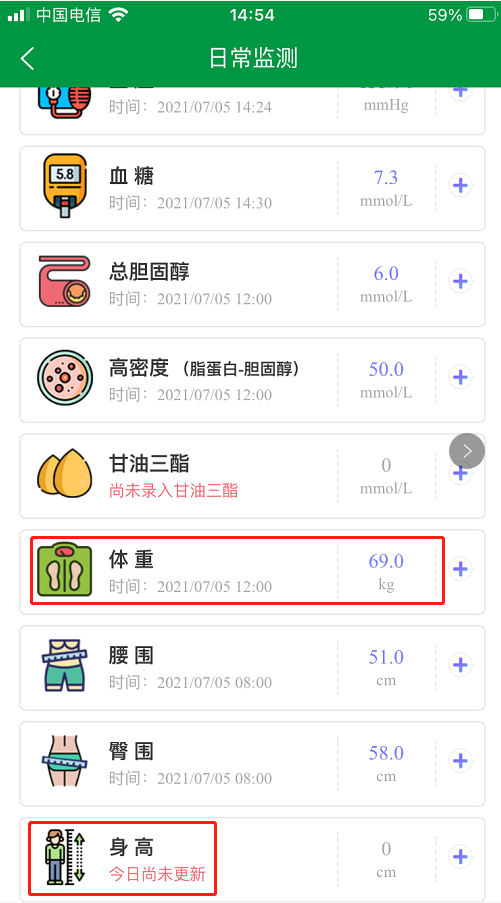 中国电信
14:54
59%
日常监测
时间：2021/07/05 14:24
mmHg
血 糖
5.8
时间：2021/07/05 14:30
7.3
mmol/L
总胆固醇
时间：2021/07/05 12:00
6.0
mmol/L
高密度（脂蛋白-胆固醇）
时间：2021/07/05 12:00
50.0
mmol/L
甘油三酯
尚未录入甘油三酯
0
mmol/L
体 重
时间：2021/07/05 12:00
69.0
kg
腰 围
时间：2021/07/05 08:00
51.0
cm
臀 围
时间：2021/07/05 08:00
58.0
cm
身 高
今日尚未更新
0
cm